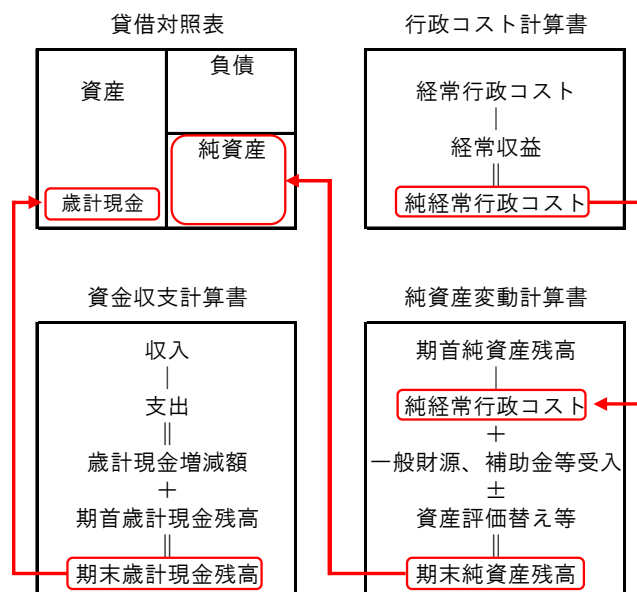 貸借対照表
資産
負債
純資産
歳計現金
行政コスト計算書
経常行政コスト
｜
経常収益
||
純経常行政コスト
資金収支計算書
収入
｜
支出
||
歳計現金増減額
＋
期首歳計現金残高
||
期末歳計現金残高
純資産変動計算書
期首純資産残高
｜
純経常行政コスト
＋
一般財源、補助金等受入
±
資産評価替え等
||
期末純資産残高